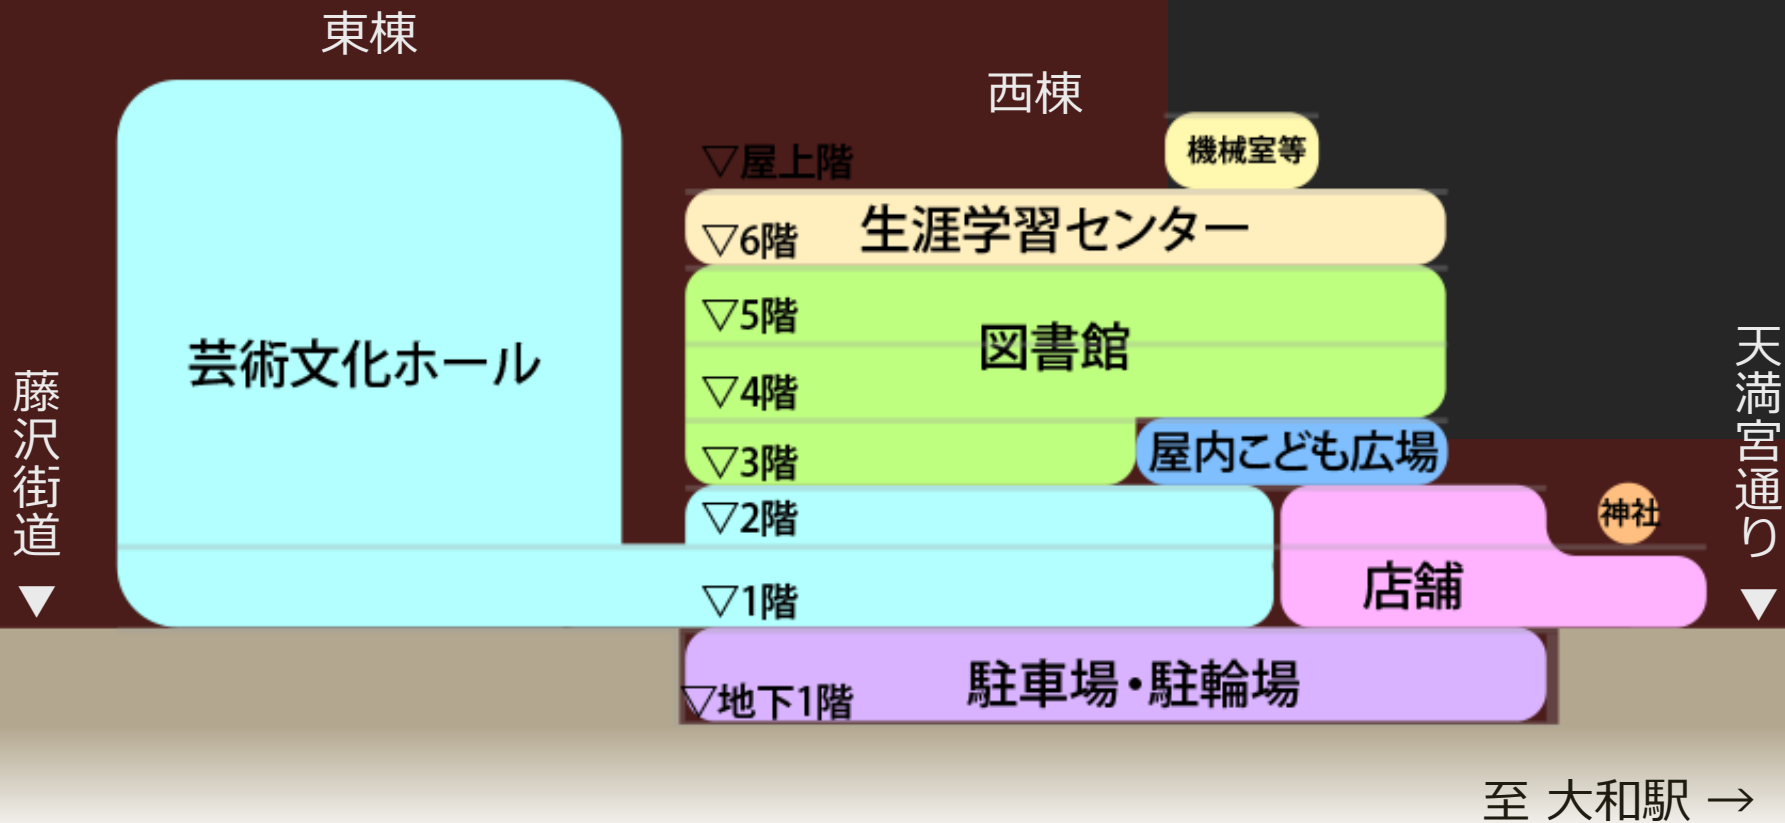 東棟
西棟
機械室等
▽屋上階
▽6階
生涯学習センター
▽5階
図書館
▽4階
▽3階
屋内こども広場
芸術文化ホール
▽2階
▽1階
店舗
神社
▽地下1階
駐車場・駐輪場
藤沢街道
▼
天満宮通り
▼
至 大和駅 →